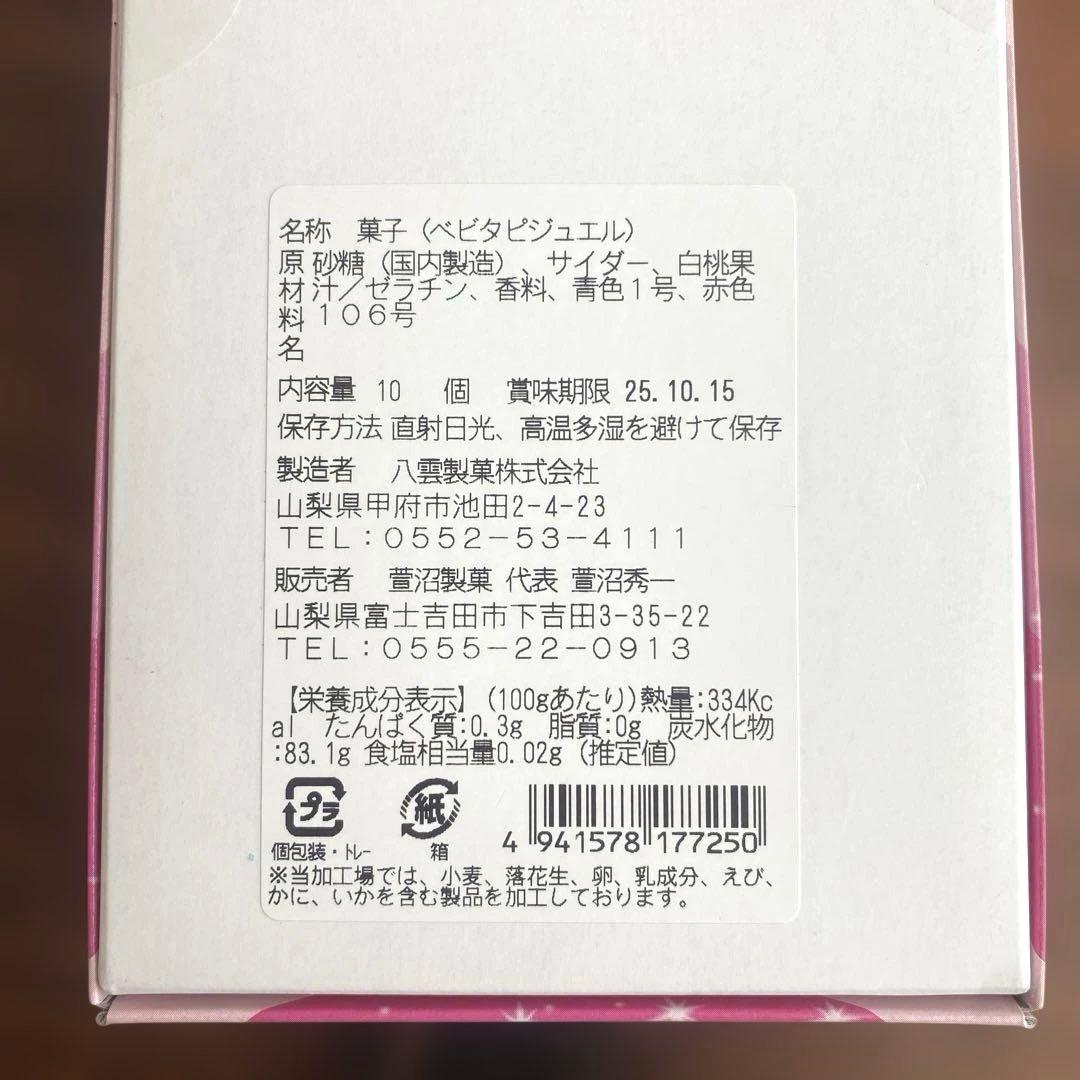 名称 菓子(ベビタピジュエル)
原材料名 砂糖(国内製造)、サイダー、白桃果
汁/ゼラチン、香料、青色1号、赤色
106号
内容量 10 個 賞味期限 25.10.15
保存方法 直射日光、高温多湿を避けて保存
製造者 八雲製菓株式会社
山梨県甲府市池田2-4-23
TEL:0552-53-4111
販売者 萱沼製菓 代表 萱沼秀一
山梨県富士吉田市下吉田3-35-22
TEL:0555-22-0913
【栄養成分表示】(100gあたり)熱量:334Kc
al たんぱく質:0.3g 脂質:0g 炭水化物
:83.1g 食塩相当量0.02g(推定値)
プラ 紙
個包装・トレー 箱
4 941578 177250
※当加工場では、小麦、落花生、卵、乳成分、えび、
かに、いかを含む製品を加工しております。